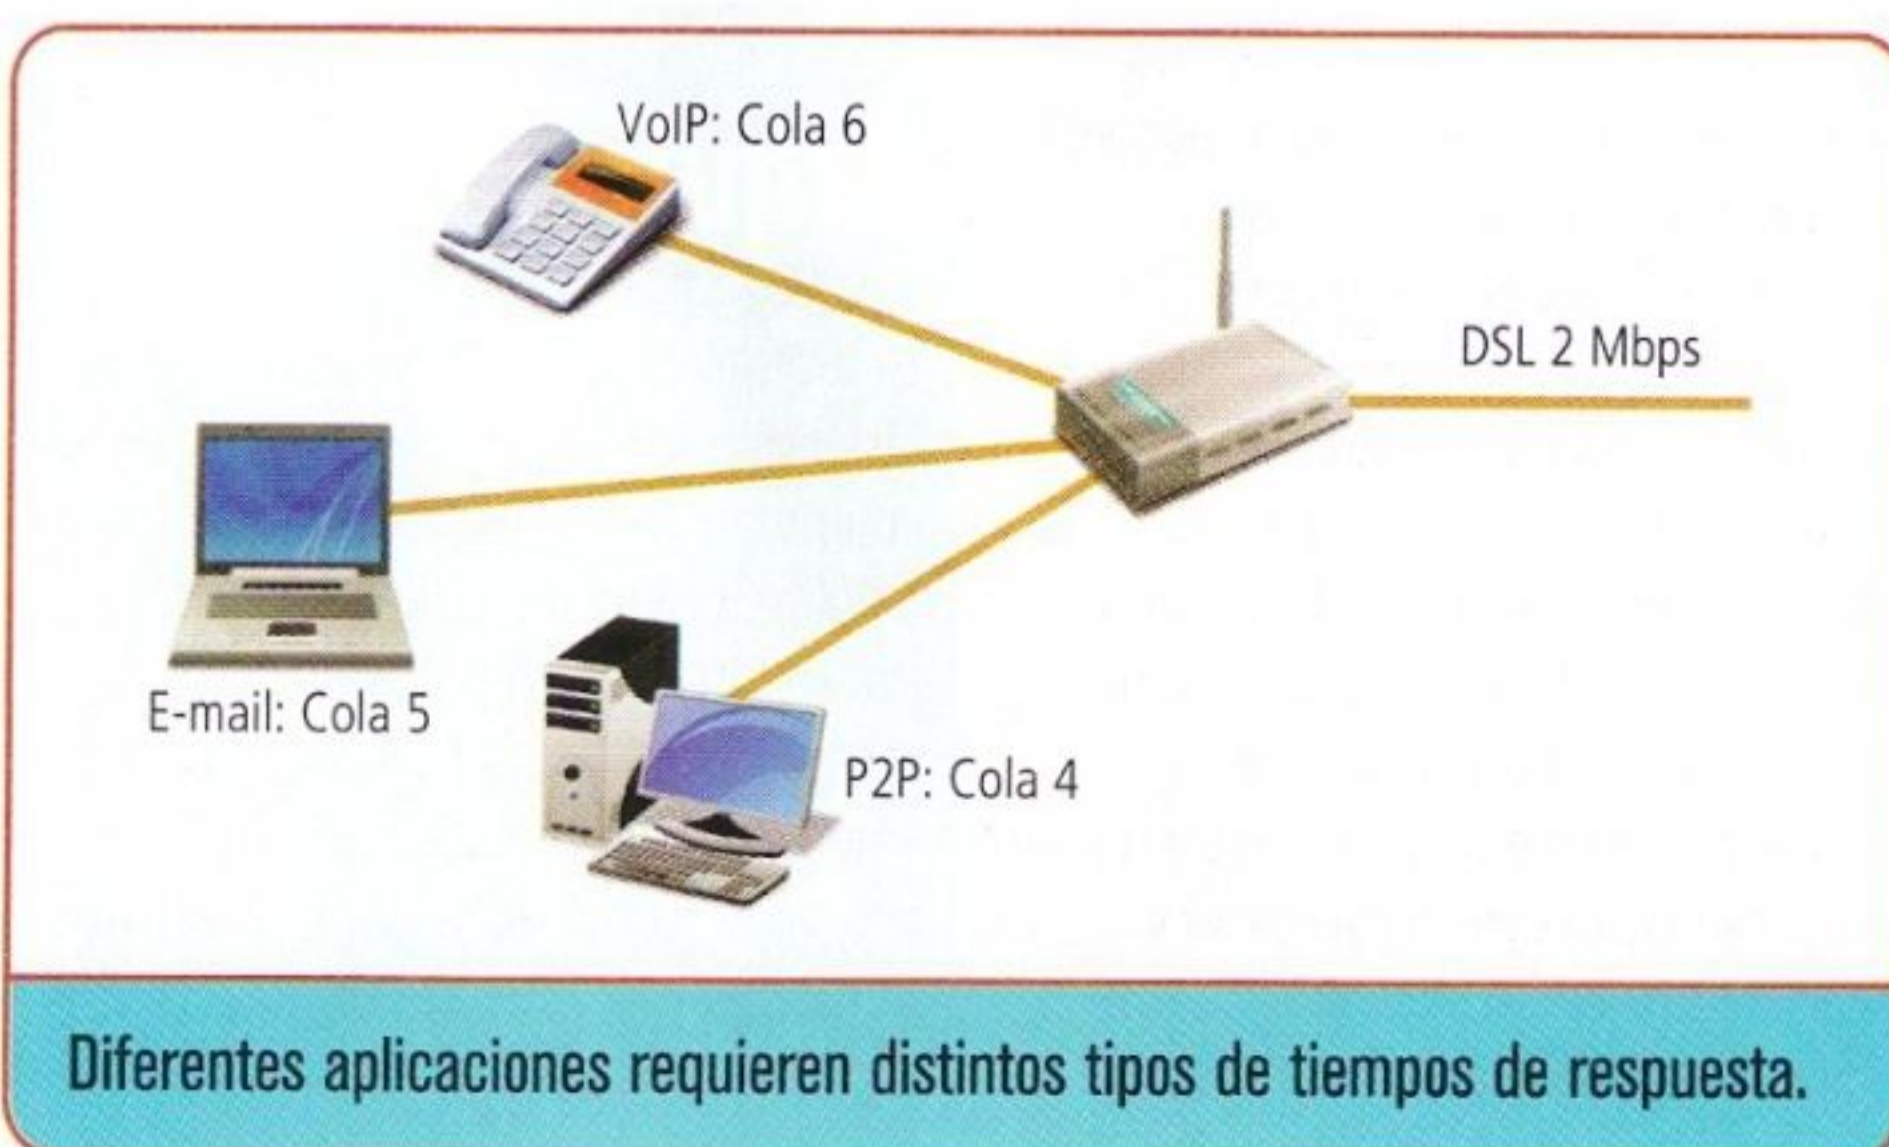 VoIP: Cola 6
DSL 2 Mbps
E-mail: Cola 5
P2P: Cola 4
Diferentes aplicaciones requieren distintos tipos de tiempos de respuesta.